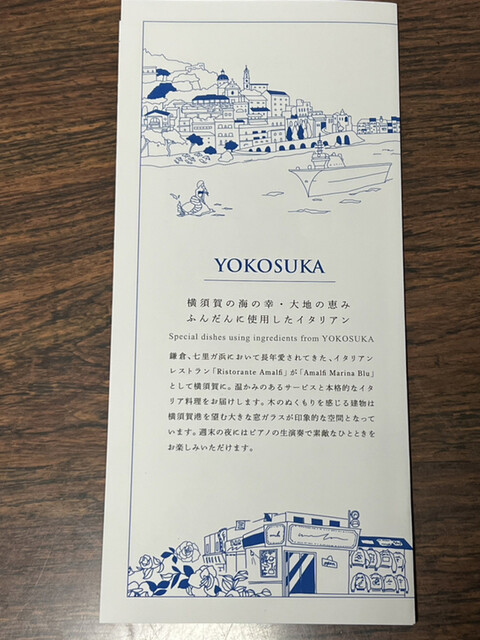 YOKOSUKA
横須賀の海の幸・大地の恵み
ふんだんに使用したイタリアン
Special dishes using ingredients from YOKOSUKA
鎌倉、七里ガ浜において長年愛されてきた、イタリアン
レストラン「Ristorante Amalfi」が「Amalfi Marina Blu」
として横須賀に。温かみのあるサービスと本格的なイタ
リア料理をお届けします。木のぬくもりを感じる建物は
横須賀港を望む大きな窓ガラスが印象的な空間となって
います。週末の夜にはピアノの生演奏で素敵なひとときを
お楽しみいただけます。